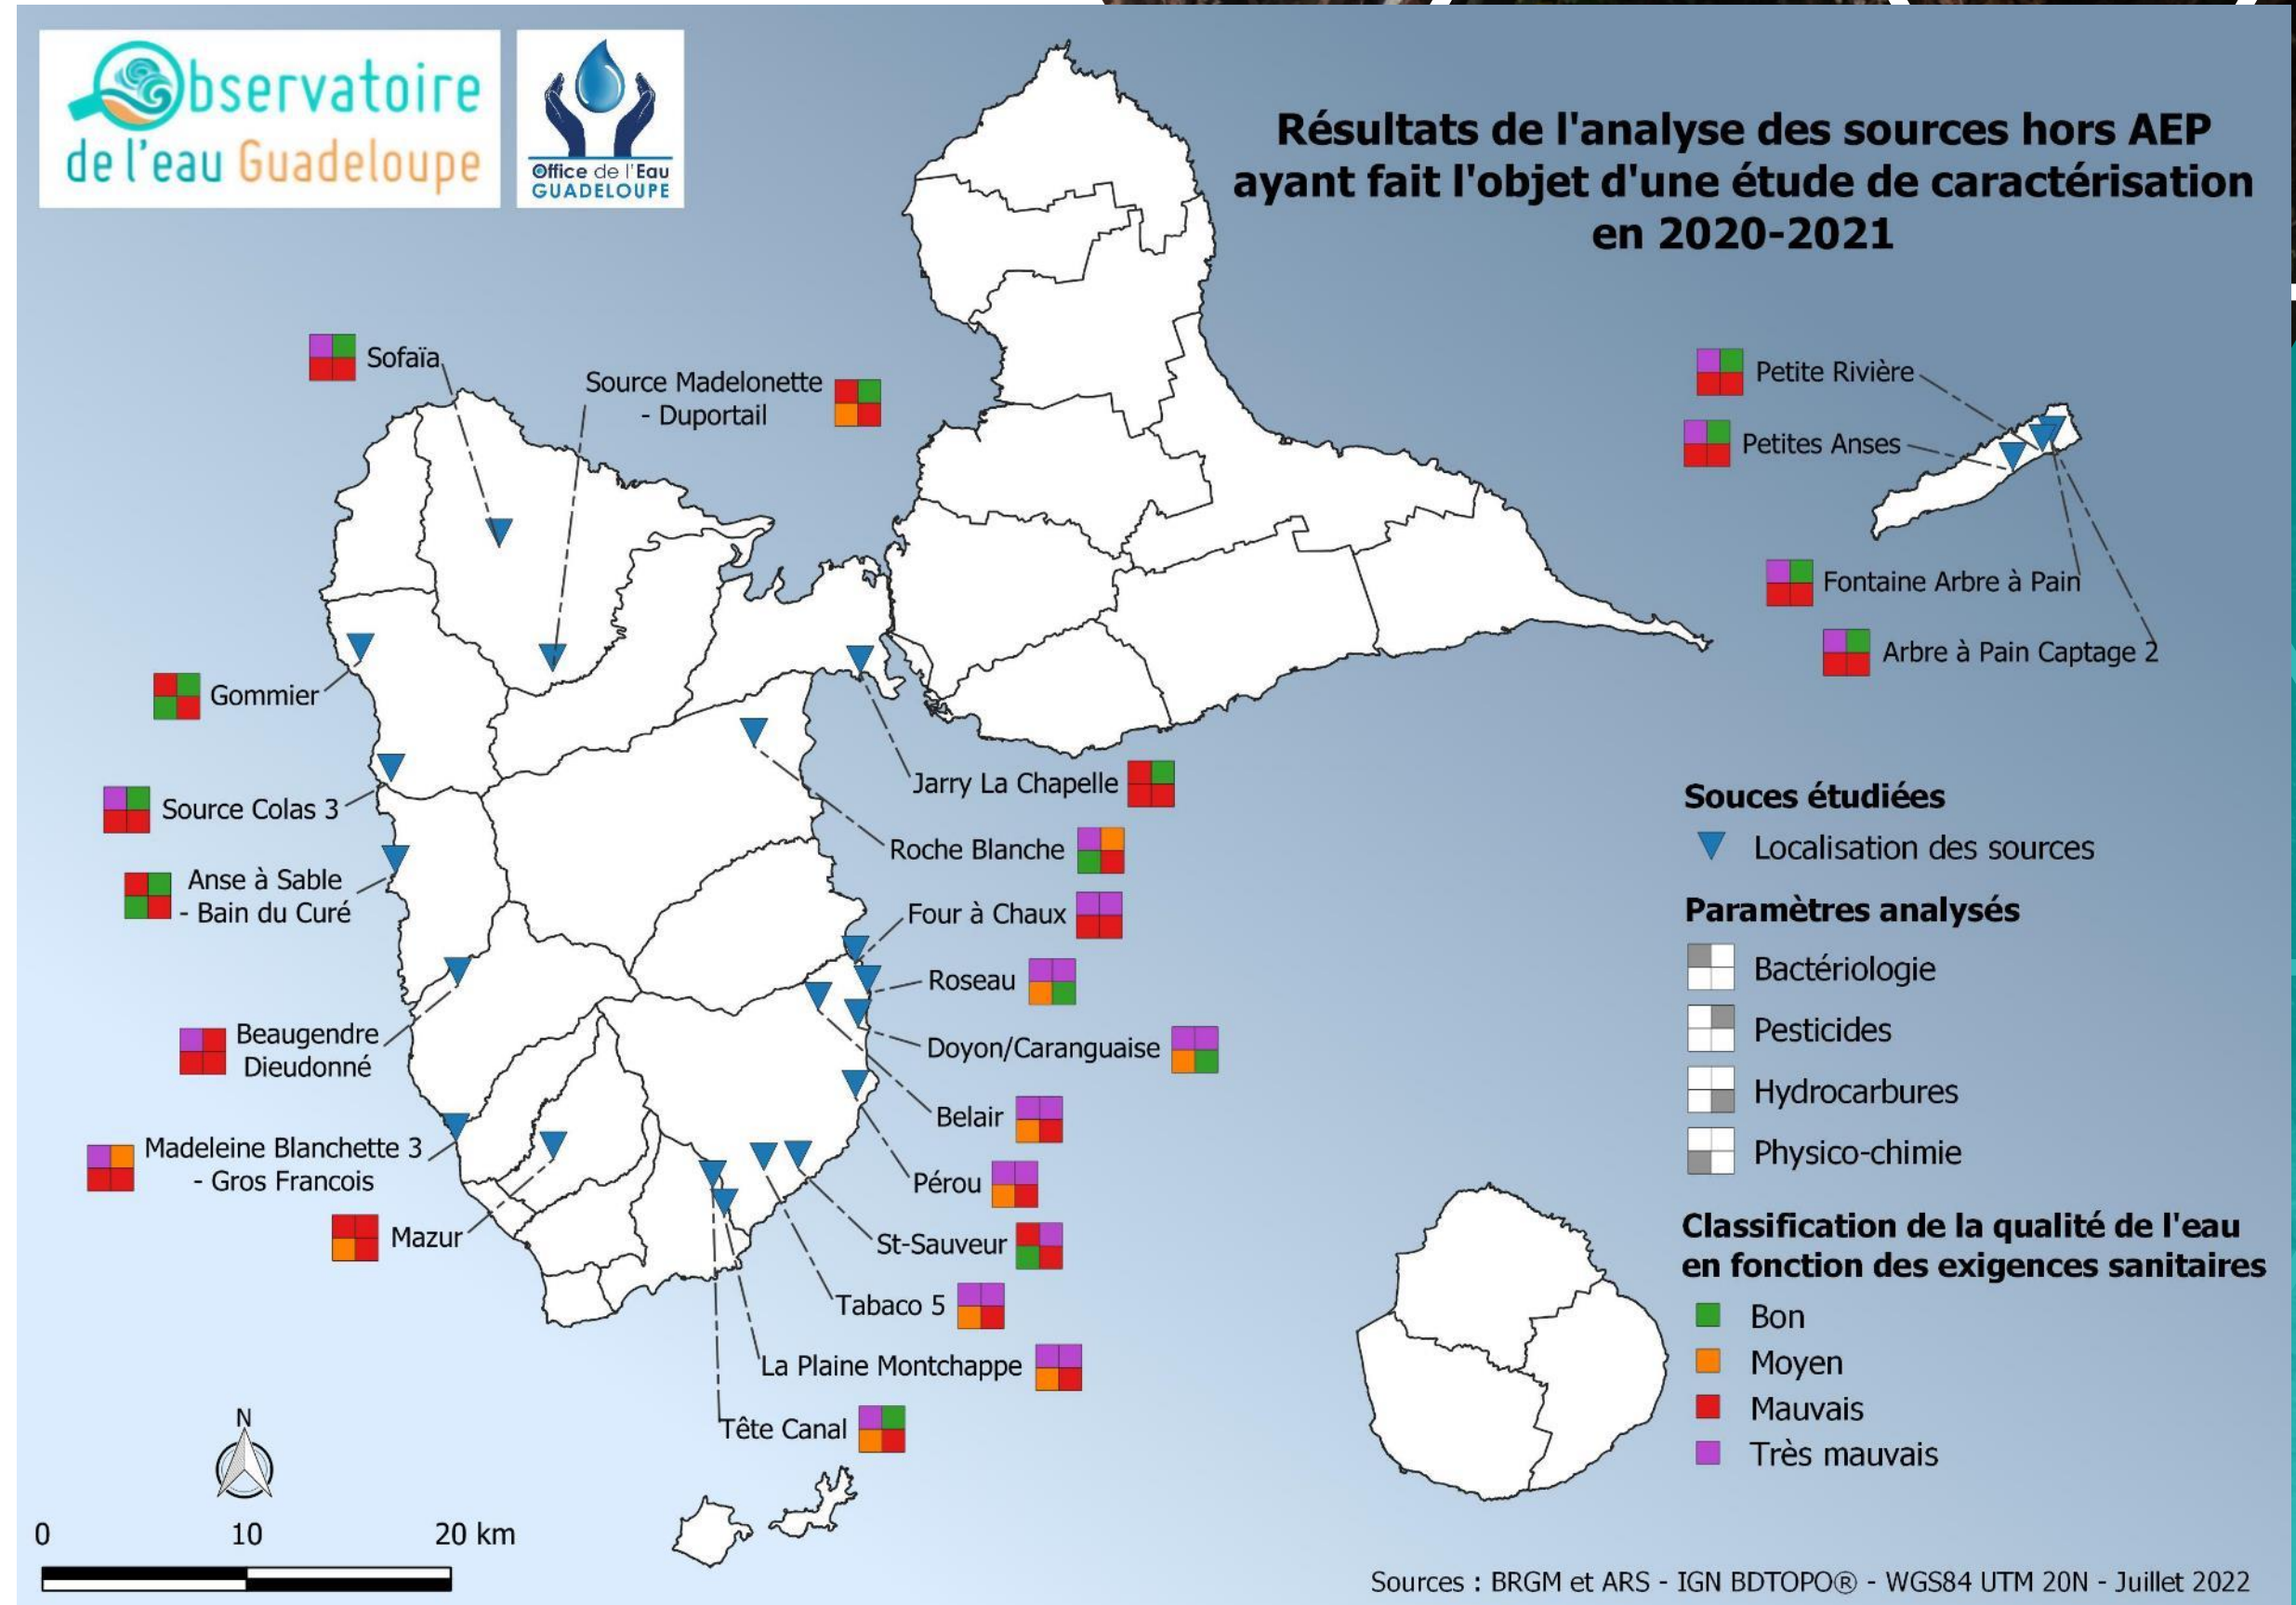 Observatoire
de l'eau Guadeloupe
Office de l'Eau
GUADELOUPE
Résultats de l'analyse des sources hors AEP
ayant fait l'objet d'une étude de caractérisation
en 2020-2021
Sofaïa
Source Madelonette
- Duportail
Petite Rivière
Petites Anses
Fontaine Arbre à Pain
Arbre à Pain Captage 2
Gommier
Source Colas 3
Anse à Sable
- Bain du Curé
Beaugendre
Dieudonné
Madeleine Blanchette 3
- Gros Francois
Mazur
Jarry La Chapelle
Roche Blanche
Four à Chaux
Roseau
Doyon/Caranguaise
Belair
Pérou
St-Sauveur
Tabaco 5
La Plaine Montchappe
Tête Canal
Souces étudiées
Localisation des sources
Paramètres analysés
Bactériologie
Pesticides
Hydrocarbures
Physico-chimie
Classification de la qualité de l'eau
en fonction des exigences sanitaires
Bon
Moyen
Mauvais
Très mauvais
N
0 10 20 km
Sources : BRGM et ARS - IGN BDTOPO® - WGS84 UTM 20N - Juillet 2022